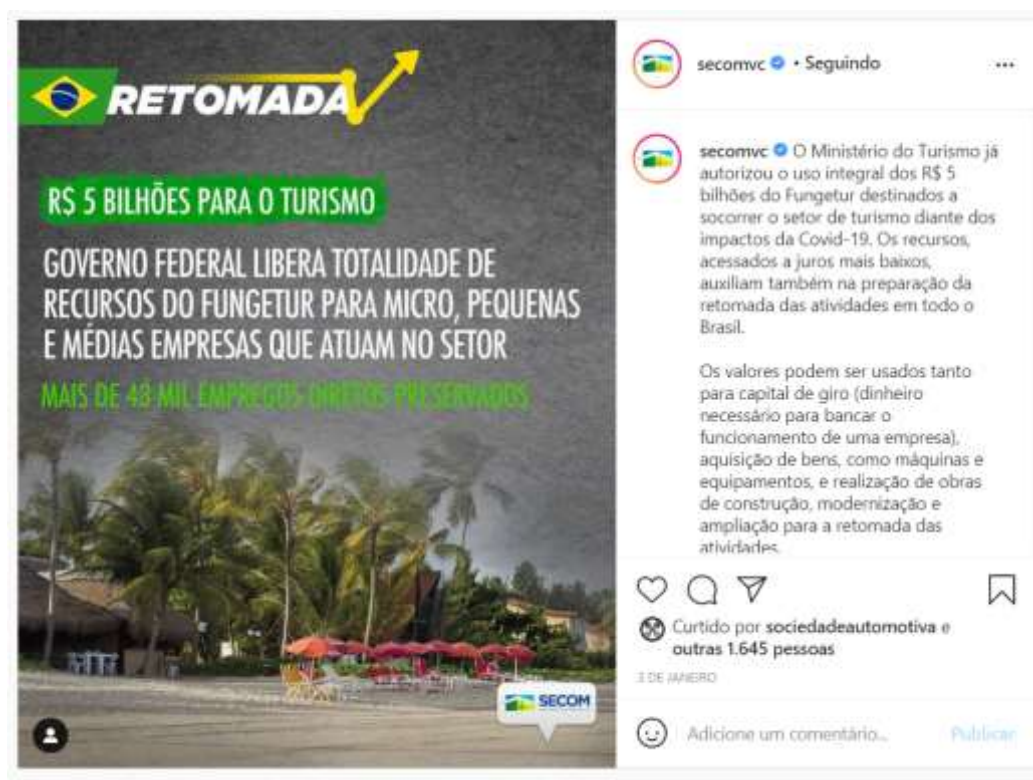 RETOMADA
R$ 5 BILHÕES PARA O TURISMO
GOVERNO FEDERAL LIBERA TOTALIDADE DE
RECURSOS DO FUNGETUR PARA MICRO, PEQUENAS
E MÉDIAS EMPRESAS QUE ATUAM NO SETOR
MAIS DE 43 MIL EMPREGOS DIRETOS PRESERVADOS
SECOM
secomvc • Seguindo
secomvc O Ministério do Turismo já
autorizou o uso integral dos R$ 5
bilhões do Fungetur destinados a
socorrer o setor de turismo diante dos
impactos da Covid-19. Os recursos,
acessados a juros mais baixos,
auxiliam também na preparação da
retomada das atividades em todo o
Brasil.
Os valores podem ser usados tanto
para capital de giro (dinheiro
necessário para bancar o
funcionamento de uma empresa),
aquisição de bens, como máquinas e
equipamentos, e realização de obras
de construção, modernização e
ampliação para a retomada das
atividades.
Curtido por sociedadeautomotiva e
outras 1.645 pessoas
3 DE JANEIRO
Adicione um comentário... Publicar